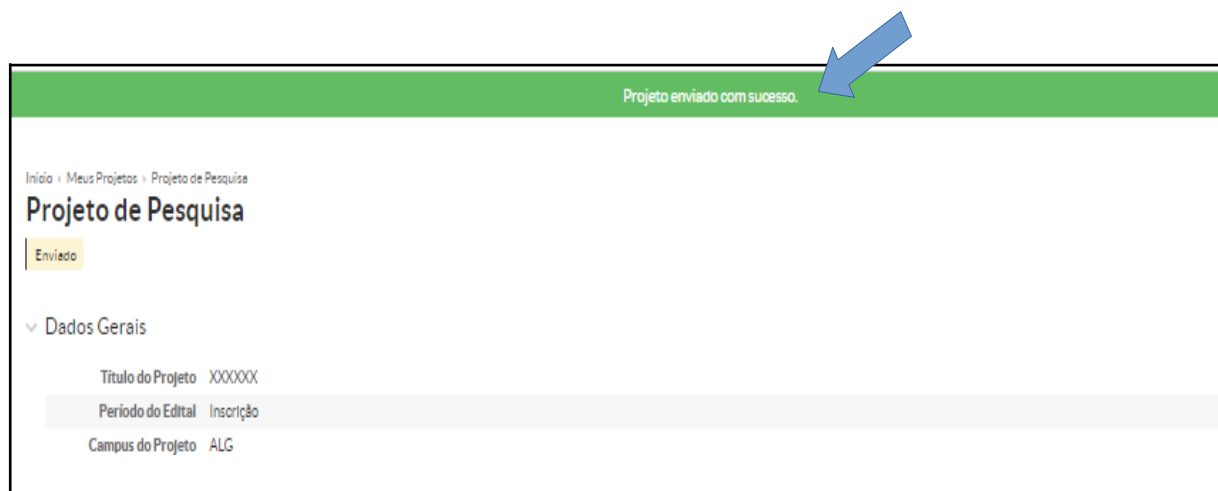 Projeto enviado com sucesso.
Início › Meus Projetos › Projeto de Pesquisa
Projeto de Pesquisa
Enviado
Dados Gerais
Título do Projeto XXXXXX
Período do Edital Inscrição
Campus do Projeto ALG